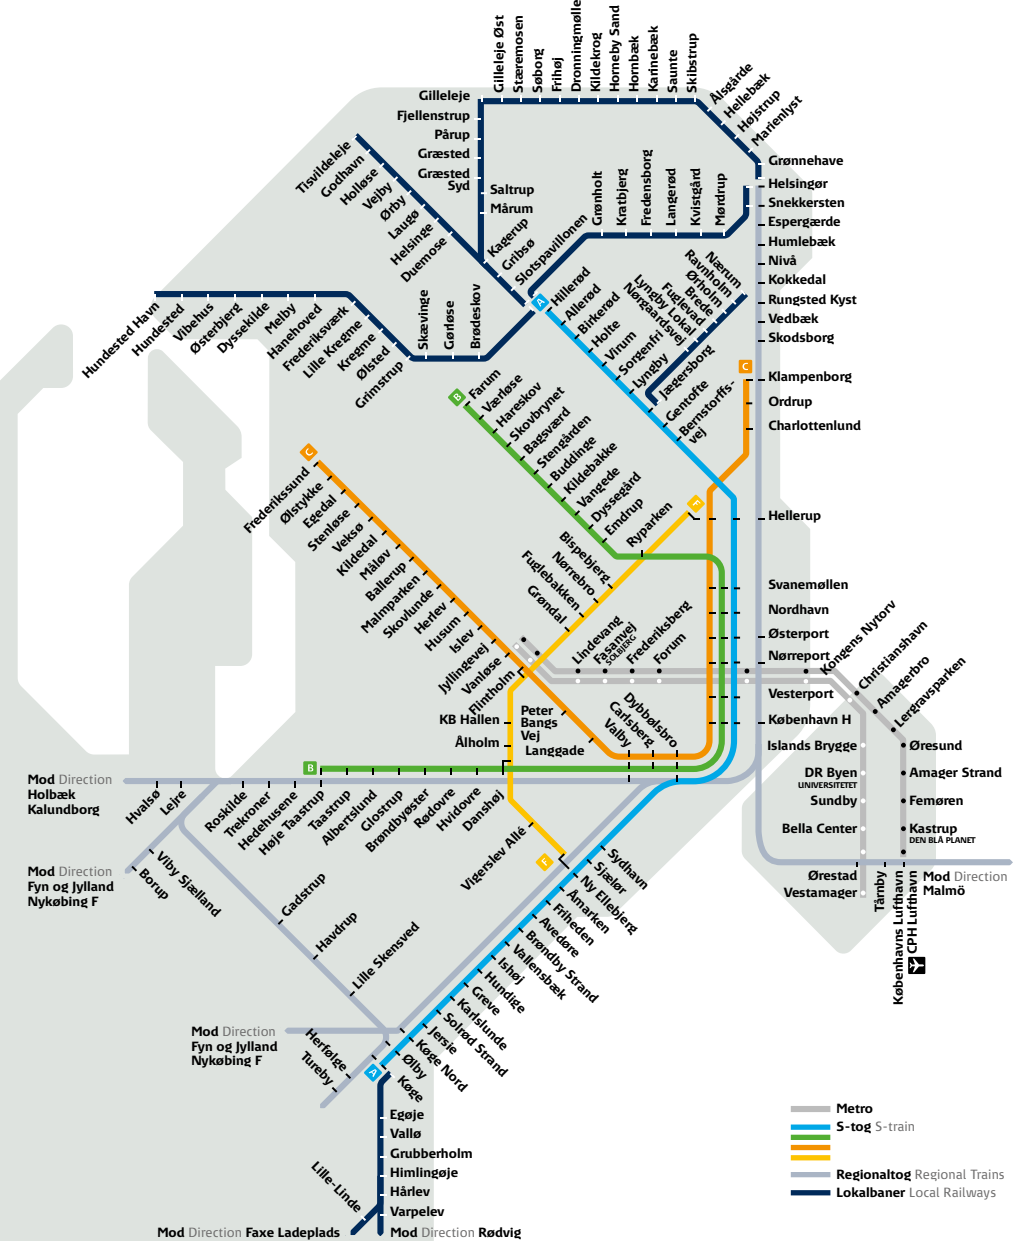 Gilleleje Øst
Stæremosen
Søborg
Frihøj
Dronningmølle
Kildekrog
Horneby Sand
Hornbæk
Karinebæk
Saunte
Skibstrup
Ålsgårde
Hellebæk
Højstrup
Marienlyst
Gilleleje
Fjellenstrup
Pårup
Græsted
Græsted
Syd
Saltrup
Mårum
Kagerup
Gribsø
Slotspavillonen
Grønholt
Kratbjerg
Fredensborg
Langerød
Kvistgård
Mørdrup
Grønnehave
Helsingør
Snekkersten
Espergærde
Humlebæk
Nivå
Kokkedal
Rungsted Kyst
Vedbæk
Skodsborg
Tisvildeleje
Godhavn
Holløse
Vejby
Ørby
Laugø
Helsinge
Duemose
Hundested Havn
Hundested
Vibehus
Østerbjerg
Dyssekilde
Melby
Hanehoved
Frederiksværk
Lille Kregme
Kregme
Ølsted
Grimstrup
Skævinge
Gørløse
Brødeskov
A
Hillerød
Allerød
Birkerød
Holte
Virum
Sorgenfri
Lyngby
Jægersborg
Gentofte
Bernstorffs-
vej
Nærum
Ravnholm
Ørholm
Brede
Fuglevad
Lyngby Lokal
Nørgaardsvej
C
Klampenborg
Ordrup
Charlottenlund
B
Farum
Værløse
Hareskov
Skovbrynet
Bagsværd
Stengården
Buddinge
Kildebakke
Vangede
Dyssegård
Emdrup
F
Ryparken
Bispebjerg
Nørrebro
Fuglebakken
Grøndal
Hellerup
Svanemøllen
Nordhavn
Østerport
Nørreport
Vesterport
København H
C
Frederikssund
Ølstykke
Egedal
Stenløse
Veksø
Kildedal
Måløv
Ballerup
Malmparken
Skovlunde
Herlev
Husum
Islev
Jyllingevej
Vanløse
Flintholm
KB Hallen
Ålholm
Peter
Bangs
Vej
Langgade
Valby
Carlsberg
Dybbølsbro
Lindevang
Fasanvej
SOLBJERG
Frederiksberg
Forum
Kongens Nytorv
Christianshavn
Amagerbro
Lergravsparken
Øresund
Amager Strand
Femøren
Kastrup
DEN BLÅ PLANET
Islands Brygge
DR Byen
UNIVERSITETET
Sundby
Bella Center
Ørestad
Vestamager
Tårnby
Københavns Lufthavn
CPH Lufthavn
Mod Direction
Malmö
Mod Direction
Holbæk
Kalundborg
Hvalsø
Lejre
Roskilde
Trekroner
Hedehusene
B
Høje Taastrup
Taastrup
Albertslund
Glostrup
Brøndbyøster
Rødovre
Hvidovre
Danshøj
Vigerslev Allé
F
Mod Direction
Fyn og Jylland
Nykøbing F
Viby Sjælland
Borup
Gadstrup
Havdrup
Lille Skensved
Sydhavn
Sjælør
Ny Ellebjerg
Åmarken
Friheden
Avedøre
Brøndby Strand
Vallensbæk
Ishøj
Hundige
Greve
Karlslunde
Solrød Strand
Jersie
Køge Nord
Ølby
Køge
A
Mod Direction
Fyn og Jylland
Nykøbing F
Herfølge
Tureby
Egøje
Vallø
Grubberholm
Himlingøje
Hårlev
Varpelev
Lille-Linde
Mod Direction Faxe Ladeplads
Mod Direction Rødvig
Metro
S-tog S-train
Regionaltog Regional Trains
Lokalbaner Local Railways